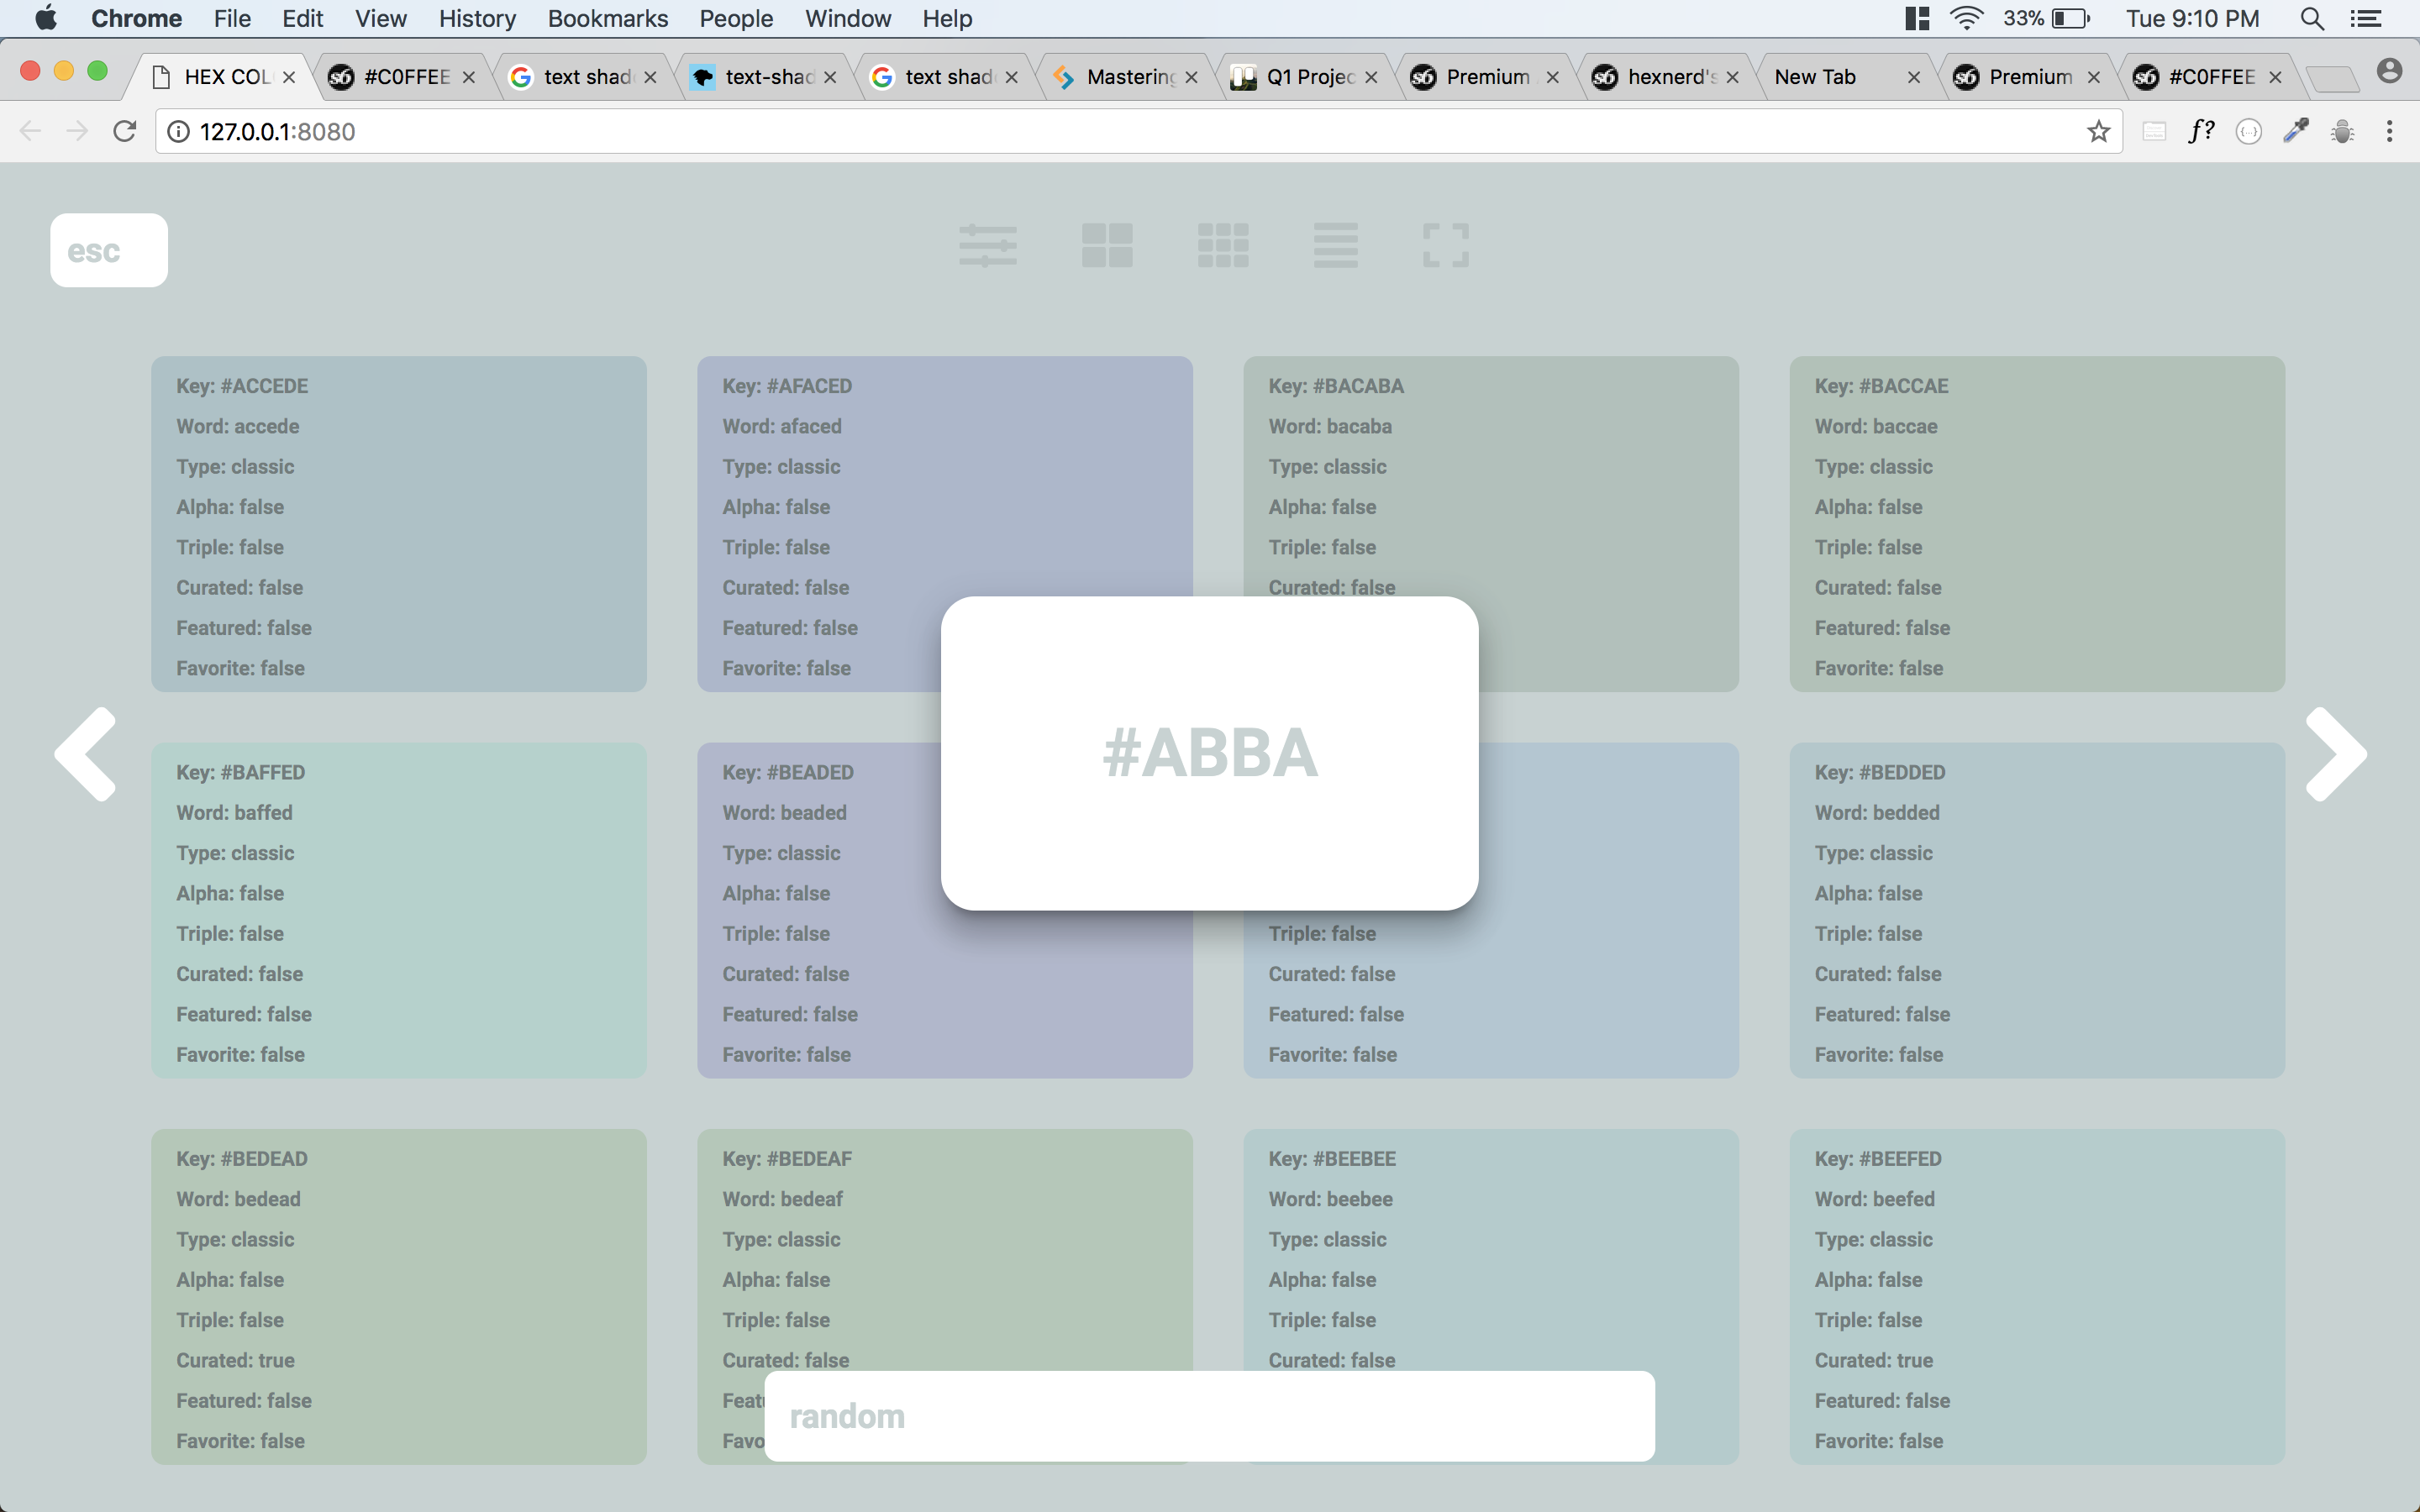 Chrome File Edit View History Bookmarks People Window Help 33% Tue 9:10 PM
HEX COL #C0FFEE text shad text-shad text shad Mastering Q1 Projec Premium hexnerd's New Tab Premium #C0FFEE
127.0.0.1:8080 f?
esc
Key: #ACCEDE
Word: accede
Type: classic
Alpha: false
Triple: false
Curated: false
Featured: false
Favorite: false
Key: #AFACED
Word: afaced
Type: classic
Alpha: false
Triple: false
Curated: false
Featured: false
Favorite: false
Key: #BACABA
Word: bacaba
Type: classic
Alpha: false
Triple: false
Curated: false
Key: #BACCAE
Word: baccae
Type: classic
Alpha: false
Triple: false
Curated: false
Featured: false
Favorite: false
#ABBA
Key: #BAFFED
Word: baffed
Type: classic
Alpha: false
Triple: false
Curated: false
Featured: false
Favorite: false
Key: #BEADED
Word: beaded
Type: classic
Alpha: false
Triple: false
Curated: false
Featured: false
Favorite: false
Triple: false
Curated: false
Featured: false
Favorite: false
Key: #BEDDED
Word: bedded
Type: classic
Alpha: false
Triple: false
Curated: false
Featured: false
Favorite: false
Key: #BEDEAD
Word: bedead
Type: classic
Alpha: false
Triple: false
Curated: true
Featured: false
Favorite: false
Key: #BEDEAF
Word: bedeaf
Type: classic
Alpha: false
Triple: false
Curated: false
Feat
Favo
Key: #BEEBEE
Word: beebee
Type: classic
Alpha: false
Triple: false
Curated: false
Key: #BEEFED
Word: beefed
Type: classic
Alpha: false
Triple: false
Curated: true
Featured: false
Favorite: false
random